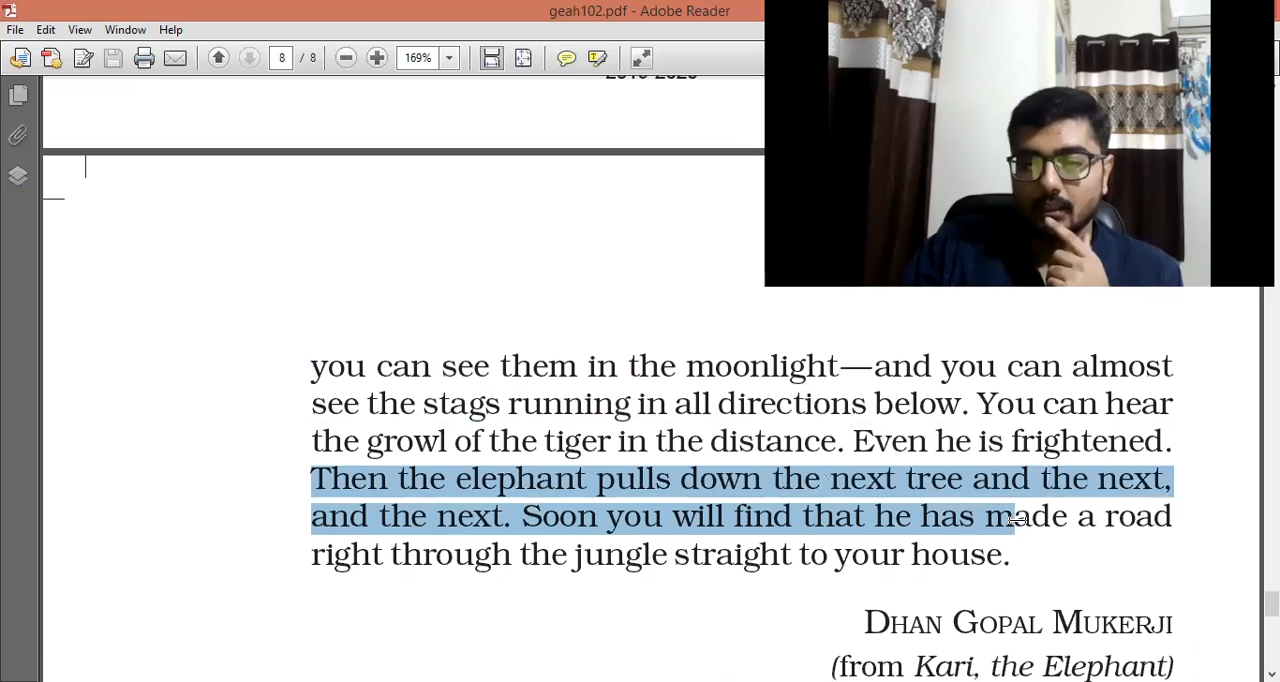 geah102.pdf - Adobe Reader
File Edit View Window Help
8 / 8 169%
you can see them in the moonlight—and you can almost
see the stags running in all directions below. You can hear
the growl of the tiger in the distance. Even he is frightened.
Then the elephant pulls down the next tree and the next,
and the next. Soon you will find that he has made a road
right through the jungle straight to your house.
DHAN GOPAL MUKERJI
(from Kari, the Elephant)